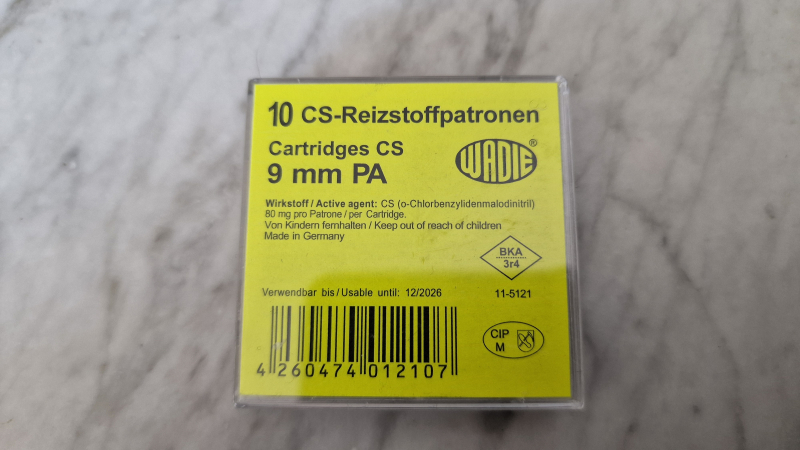 10 CS-Reizstoffpatronen
Cartridges CS
9 mm PA
WADIE®
Wirkstoff / Active agent: CS (o-Chlorbenzylidenmalodinitril)
80 mg pro Patrone / per Cartridge.
Von Kindern fernhalten / Keep out of reach of children
Made in Germany
BKA
3r4
Verwendbar bis / Usable until: 12/2026
11-5121
CIP
M
4 260474 012107